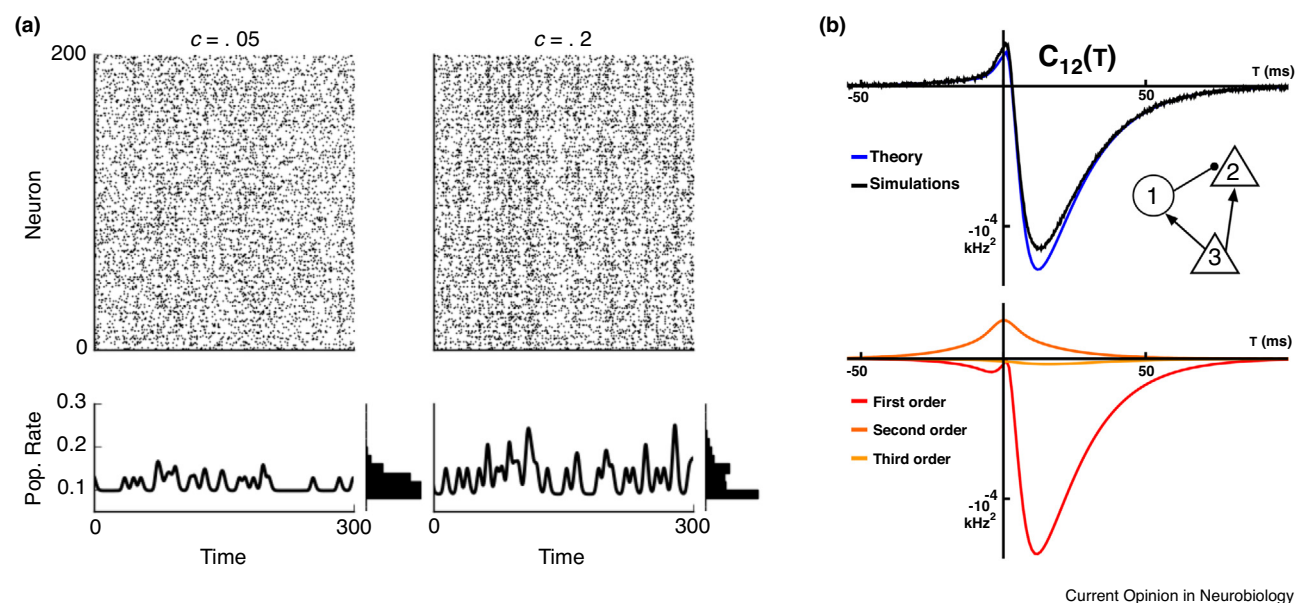 (a)
c = . 05
c = . 2
200
Neuron
0
0.3
0.2
0.1
Pop. Rate
0
300
0
300
Time
Time
(b)
C12(T)
T (ms)
-50
50
Theory
Simulations
-10-4
kHz2
1
2
3
T (ms)
-50
50
First order
Second order
Third order
-10-4
kHz2
Current Opinion in Neurobiology